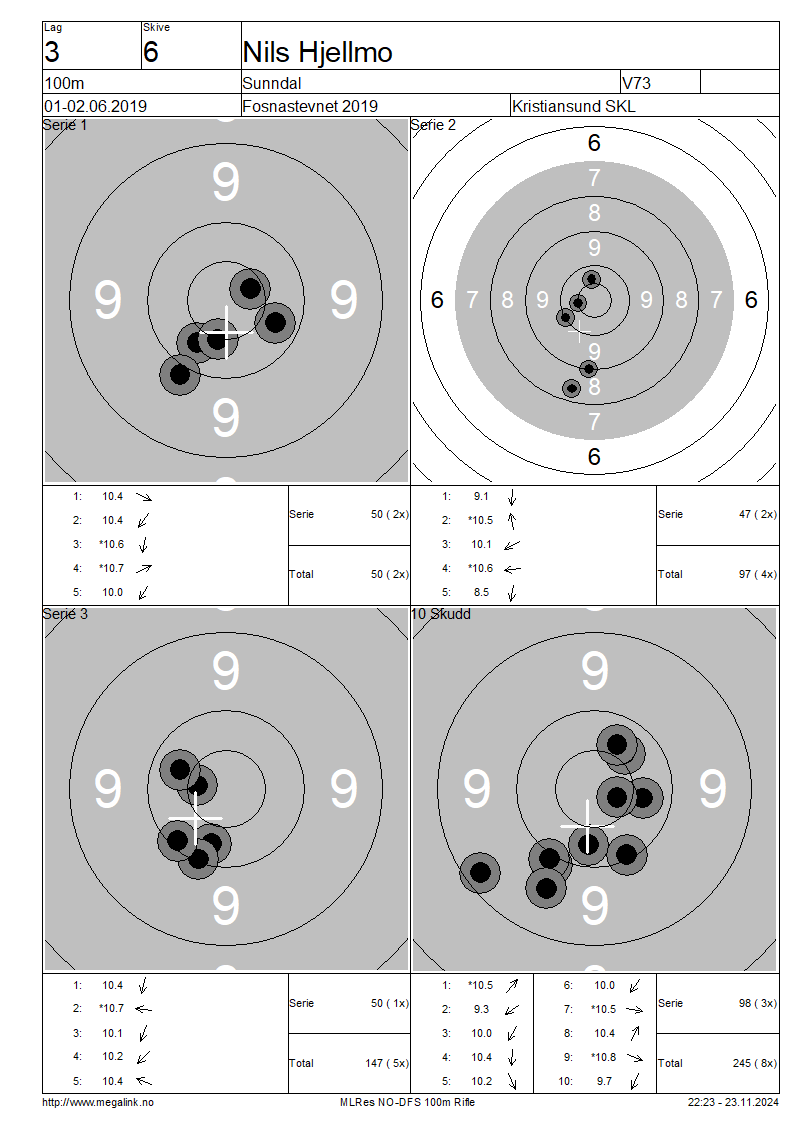 Lag Skive
3 6 Nils Hjellmo
100m Sunndal V73
01-02.06.2019 Fosnastevnet 2019 Kristiansund SKL
Serie 1
9
9 9
9
1: 10.4
2: 10.4
3: *10.6
4: *10.7
5: 10.0
Serie 50 ( 2x)
Total 50 ( 2x)
Serie 2
6
7
8
9
6 7 8 9 9 8 7 6
9
8
7
6
1: 9.1
2: *10.5
3: 10.1
4: *10.6
5: 8.5
Serie 47 ( 2x)
Total 97 ( 4x)
Serie 3
9
9 9
9
1: 10.4
2: *10.7
3: 10.1
4: 10.2
5: 10.4
Serie 50 ( 1x)
Total 147 ( 5x)
10 Skudd
9
9 9
9
1: *10.5 6: 10.0
2: 9.3 7: *10.5
3: 10.0 8: 10.4
4: 10.4 9: *10.8
5: 10.2 10: 9.7
Serie 98 ( 3x)
Total 245 ( 8x)
http://www.megalink.no MLRes NO-DFS 100m Rifle 22:23 - 23.11.2024